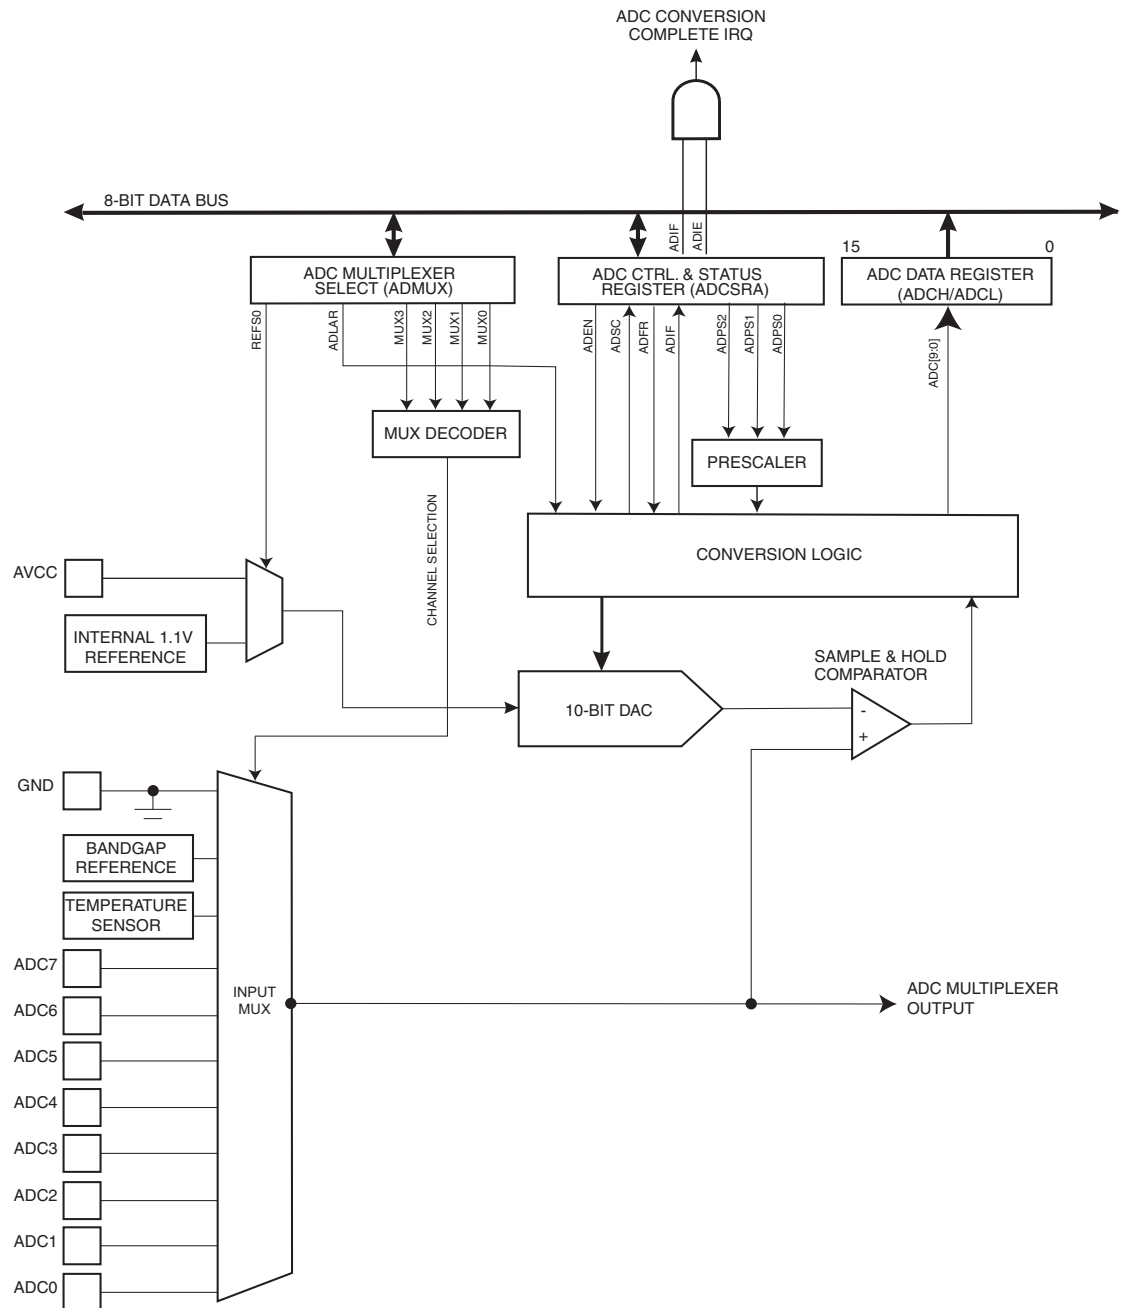 ADC CONVERSION
COMPLETE IRQ
8-BIT DATA BUS
ADIF
ADIE
15
0
ADC MULTIPLEXER
SELECT (ADMUX)
ADC CTRL. & STATUS
REGISTER (ADCSRA)
ADC DATA REGISTER
(ADCH/ADCL)
REFS0
ADLAR
MUX3
MUX2
MUX1
MUX0
ADEN
ADSC
ADFR
ADIF
ADPS2
ADPS1
ADPS0
ADC[9:0]
MUX DECODER
PRESCALER
CHANNEL SELECTION
CONVERSION LOGIC
AVCC
INTERNAL 1.1V
REFERENCE
SAMPLE & HOLD
COMPARATOR
10-BIT DAC
-
+
GND
BANDGAP
REFERENCE
TEMPERATURE
SENSOR
ADC7
ADC6
ADC5
ADC4
ADC3
ADC2
ADC1
ADC0
INPUT
MUX
ADC MULTIPLEXER
OUTPUT